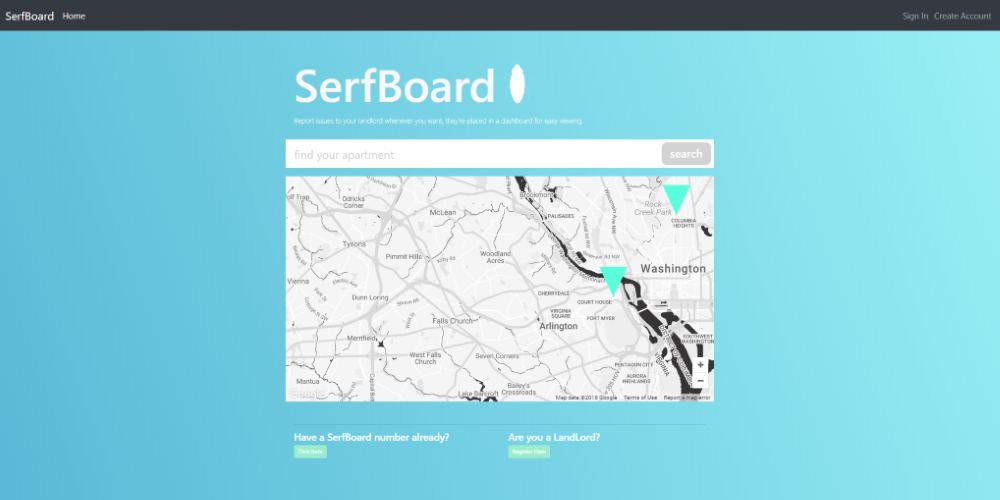 SerfBoard Home Sign In Create Account
SerfBoard
Report issues to your landlord whenever you want, they're placed in a dashboard for easy viewing.
find your apartment search
Brookmont
Rock
Creek Park
Odricks
Corner
McLean
PALISADES
COLUMBIA
HEIGHTS
Tysons
Pimmit Hills
Woodland
Acres
Washington
Vienna
Dunn Loring
CHERRYDALE
COURT HOUSE
VIRGINIA
SQUARE
FORT MYER
Falls Church
Arlington
Merrifield
SOUTHWEST
WASHINGTON
West Falls
Church
Seven Corners
PENTAGON CITY
AURORA
HIGHLANDS
Mantua
Lake Barcroft
Bailey's
Crossroads
+
−
Map data ©2018 Google Terms of Use Report a map error
Have a SerfBoard number already? Are you a LandLord?
Click here Register Here